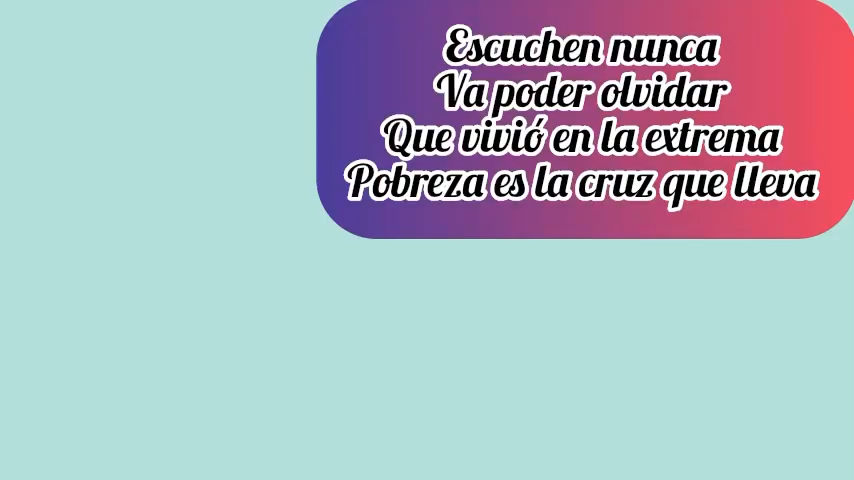 Escuchen nunca
Va poder olvidar
Que vivió en la extrema
Pobreza es la cruz que lleva